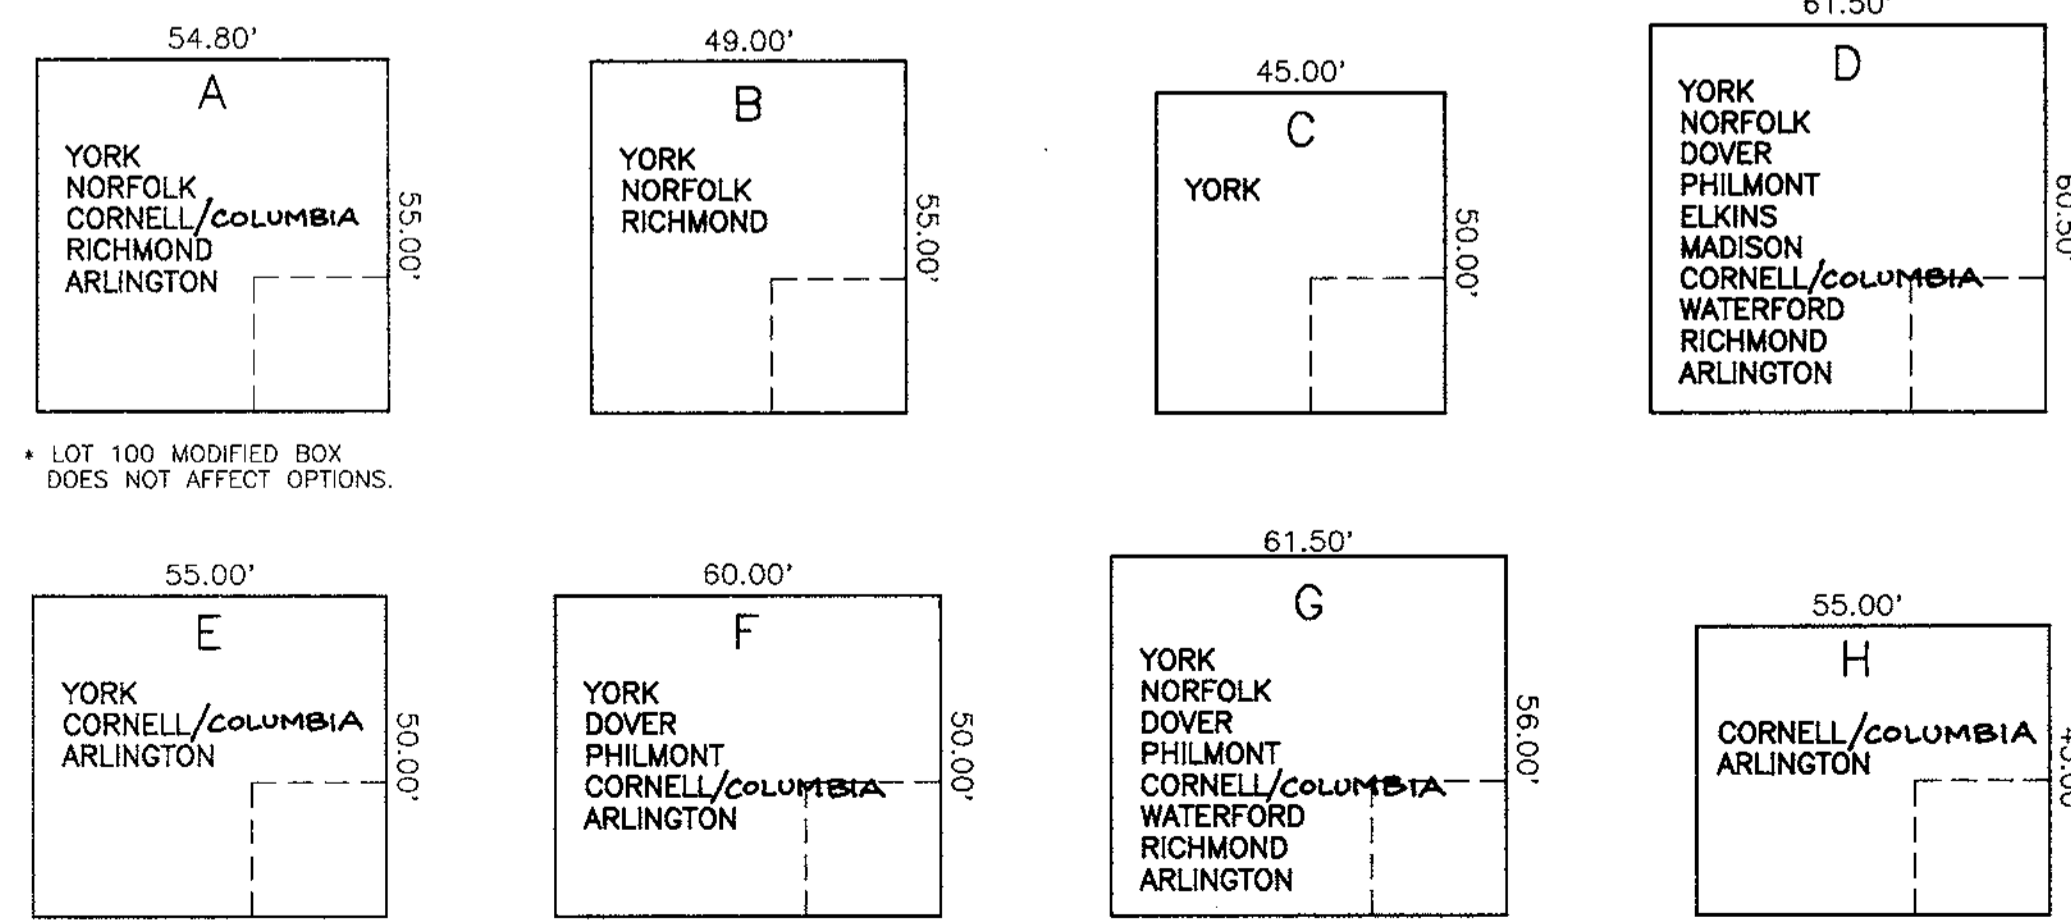 54.80'
A
YORK
NORFOLK
CORNELL/COLUMBIA
RICHMOND
ARLINGTON
55.00'
* LOT 100 MODIFIED BOX
DOES NOT AFFECT OPTIONS.
49.00'
B
YORK
NORFOLK
RICHMOND
55.00'
45.00'
C
YORK
50.00'
61.50'
D
YORK
NORFOLK
DOVER
PHILMONT
ELKINS
MADISON
CORNELL/COLUMBIA
WATERFORD
RICHMOND
ARLINGTON
60.50'
55.00'
E
YORK
CORNELL/COLUMBIA
ARLINGTON
50.00'
60.00'
F
YORK
DOVER
PHILMONT
CORNELL/COLUMBIA
ARLINGTON
50.00'
61.50'
G
YORK
NORFOLK
DOVER
PHILMONT
CORNELL/COLUMBIA
WATERFORD
RICHMOND
ARLINGTON
56.00'
55.00'
H
CORNELL/COLUMBIA
ARLINGTON